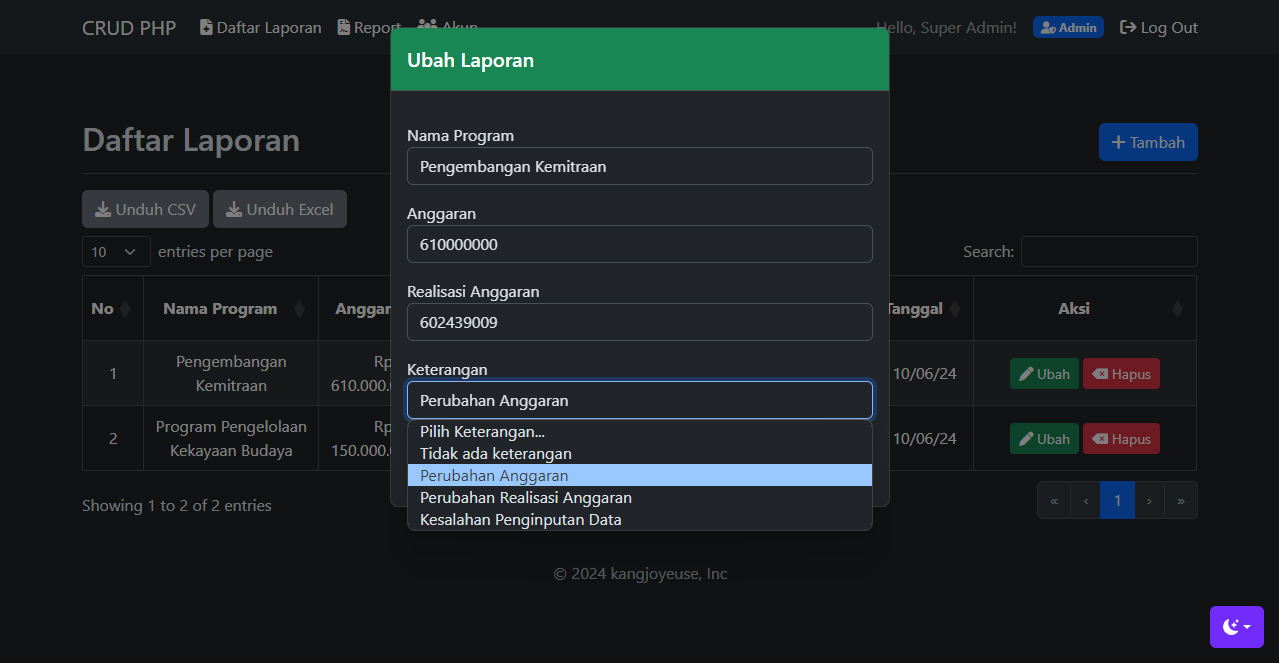 CRUD PHP Daftar Laporan Report Akun Hello, Super Admin! Admin Log Out
Ubah Laporan
Daftar Laporan
+ Tambah
Nama Program
Pengembangan Kemitraan
Unduh CSV Unduh Excel
Anggaran
610000000
10 entries per page
Search:
Realisasi Anggaran
602439009
No Nama Program Anggar Tanggal Aksi
Keterangan
Perubahan Anggaran
1 Pengembangan Kemitraan Rp 610.000. 10/06/24 Ubah Hapus
Pilih Keterangan...
Tidak ada keterangan
Perubahan Anggaran
Perubahan Realisasi Anggaran
Kesalahan Penginputan Data
2 Program Pengelolaan Kekayaan Budaya Rp 150.000. 10/06/24 Ubah Hapus
Showing 1 to 2 of 2 entries
« ‹ 1 › »
© 2024 kangjoyeuse, Inc